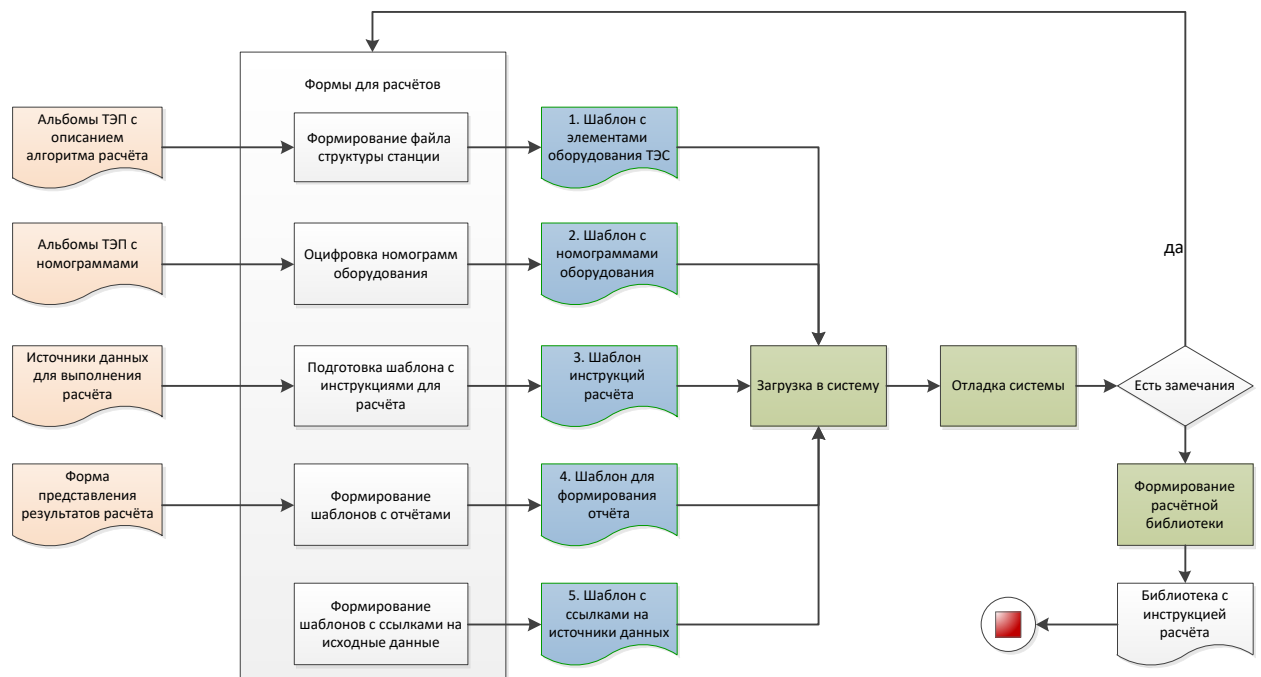 Формы для расчётов
Альбомы ТЭП с
описанием
алгоритма расчёта
Формирование файла
структуры станции
1. Шаблон с
элементами
оборудования ТЭС
Альбомы ТЭП с
номограммами
Оцифровка номограмм
оборудования
2. Шаблон с
номограммами
оборудования
да
Источники данных
для выполнения
расчёта
Подготовка шаблона с
инструкциями для
расчёта
3. Шаблон
инструкций
расчёта
Загрузка в систему
Отладка системы
Есть замечания
Форма
представления
результатов расчёта
Формирование
шаблонов с отчётами
4. Шаблон для
формирования
отчёта
Формирование
расчётной
библиотеки
Формирование
шаблонов с ссылками на
исходные данные
5. Шаблон с
ссылками на
источники данных
Библиотека с
инструкцией
расчёта